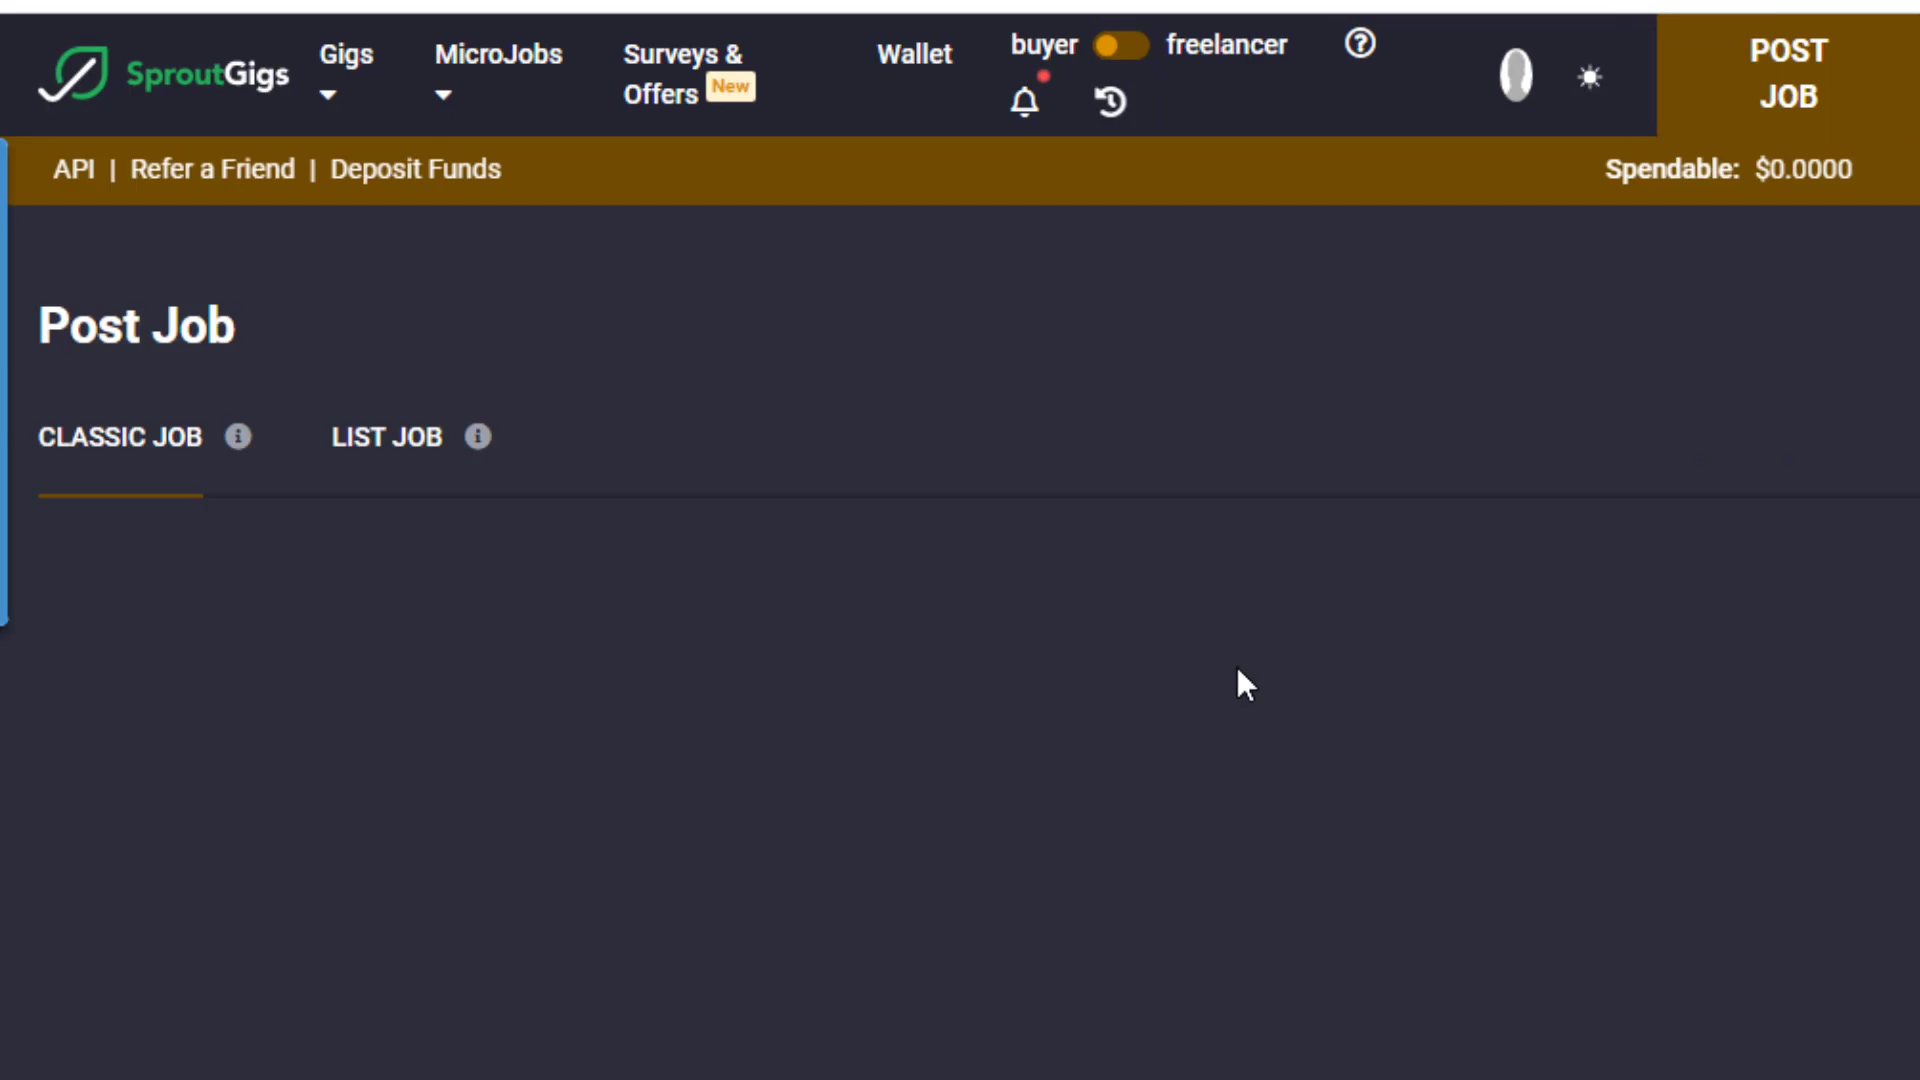 SproutGigs
Gigs
MicroJobs
Surveys &
Offers New
Wallet
buyer freelancer
POST
JOB
API | Refer a Friend | Deposit Funds
Spendable: $0.0000
Post Job
CLASSIC JOB
LIST JOB